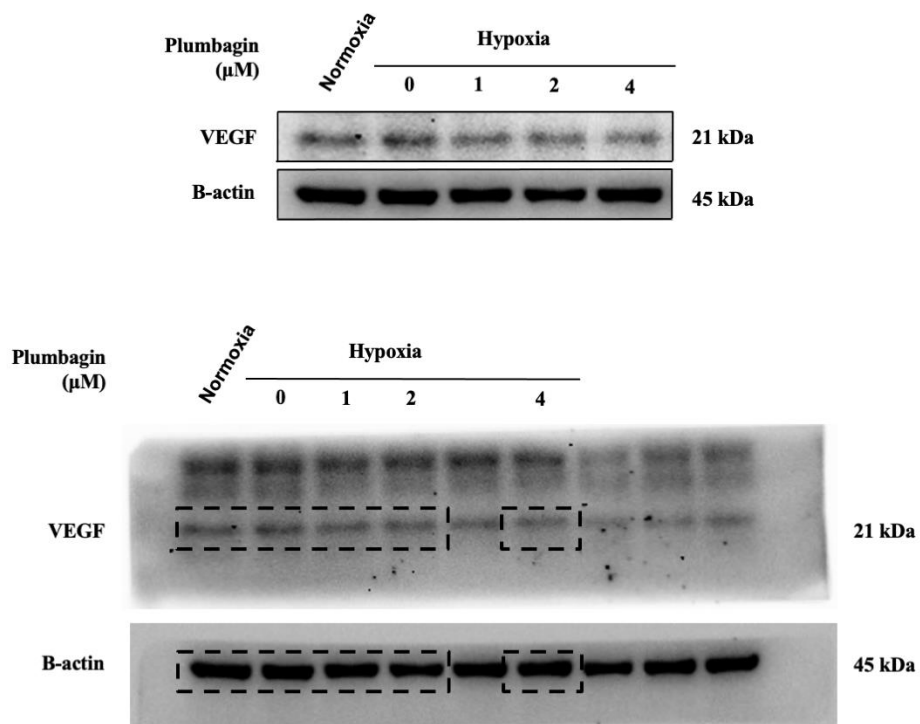 Plumbagin
(μM)
Normoxia
Hypoxia
0 1 2 4
VEGF 21 kDa
B-actin 45 kDa
Plumbagin
(μM)
Normoxia
Hypoxia
0 1 2 4
VEGF 21 kDa
B-actin 45 kDa